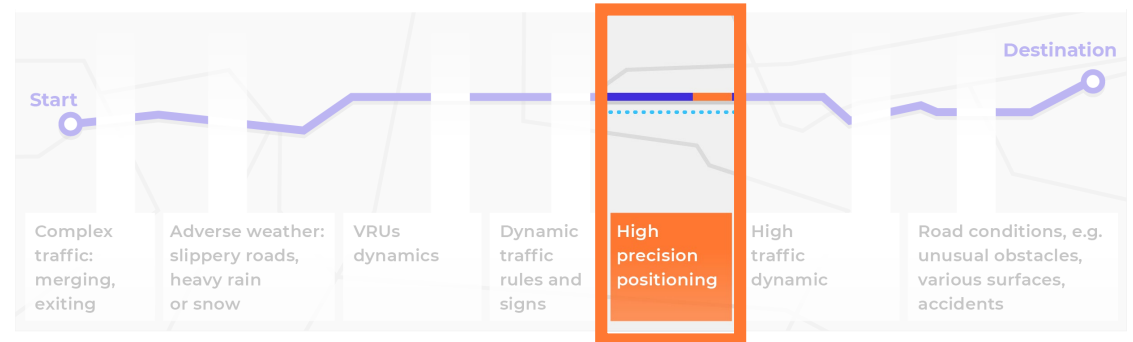 Destination
Start
Complex
traffic:
merging,
exiting
Adverse weather:
slippery roads,
heavy rain
or snow
VRUs
dynamics
Dynamic
traffic
rules and
signs
High
precision
positioning
High
traffic
dynamic
Road conditions, e.g.
unusual obstacles,
various surfaces,
accidents